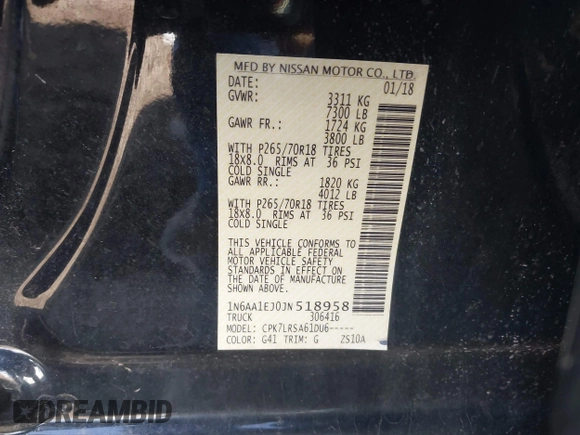 MFD BY NISSAN MOTOR CO., LTD.
DATE: 01/18
GVWR: 3311 KG
7300 LB
GAWR FR.: 1724 KG
3800 LB
WITH P265/70R18 TIRES
18X8.0 RIMS AT 36 PSI
COLD SINGLE
GAWR RR.: 1820 KG
4012 LB
WITH P265/70R18 TIRES
18X8.0 RIMS AT 36 PSI
COLD SINGLE
THIS VEHICLE CONFORMS TO
ALL APPLICABLE FEDERAL
MOTOR VEHICLE SAFETY
STANDARDS IN EFFECT ON
THE DATE OF MANUFACTURE
SHOWN ABOVE.
1N6AA1EJ0JN518958
TRUCK 306416
MODEL: CPK7LRSA61DU6-----
COLOR: G41 TRIM: G ZS10A
DREAMBID